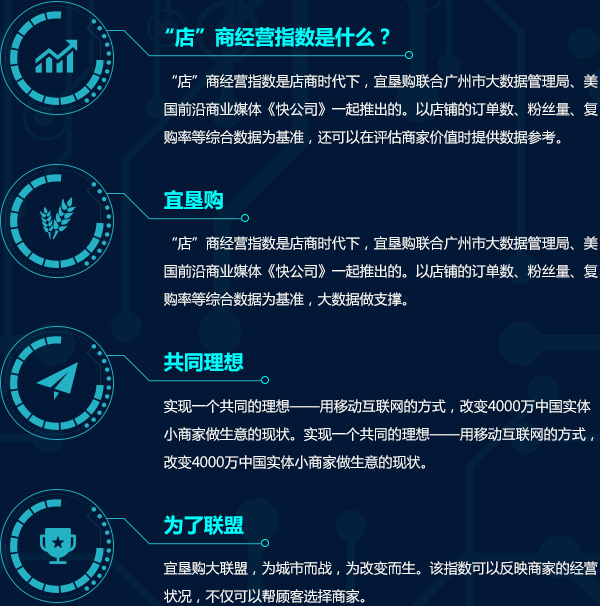 “店”商经营指数是什么？
“店”商经营指数是店商时代下，宜垦购联合广州市大数据管理局、美
国前沿商业媒体《快公司》一起推出的。以店铺的订单数、粉丝量、复
购率等综合数据为基准，还可以在评估商家价值时提供数据参考。
宜垦购
“店”商经营指数是店商时代下，宜垦购联合广州市大数据管理局、美
国前沿商业媒体《快公司》一起推出的。以店铺的订单数、粉丝量、复
购率等综合数据为基准，大数据做支撑。
共同理想
实现一个共同的理想——用移动互联网的方式，改变4000万中国实体
小商家做生意的现状。实现一个共同的理想——用移动互联网的方式，
改变4000万中国实体小商家做生意的现状。
为了联盟
宜垦购大联盟，为城市而战，为改变而生。该指数可以反映商家的经营
状况，不仅可以帮顾客选择商家。